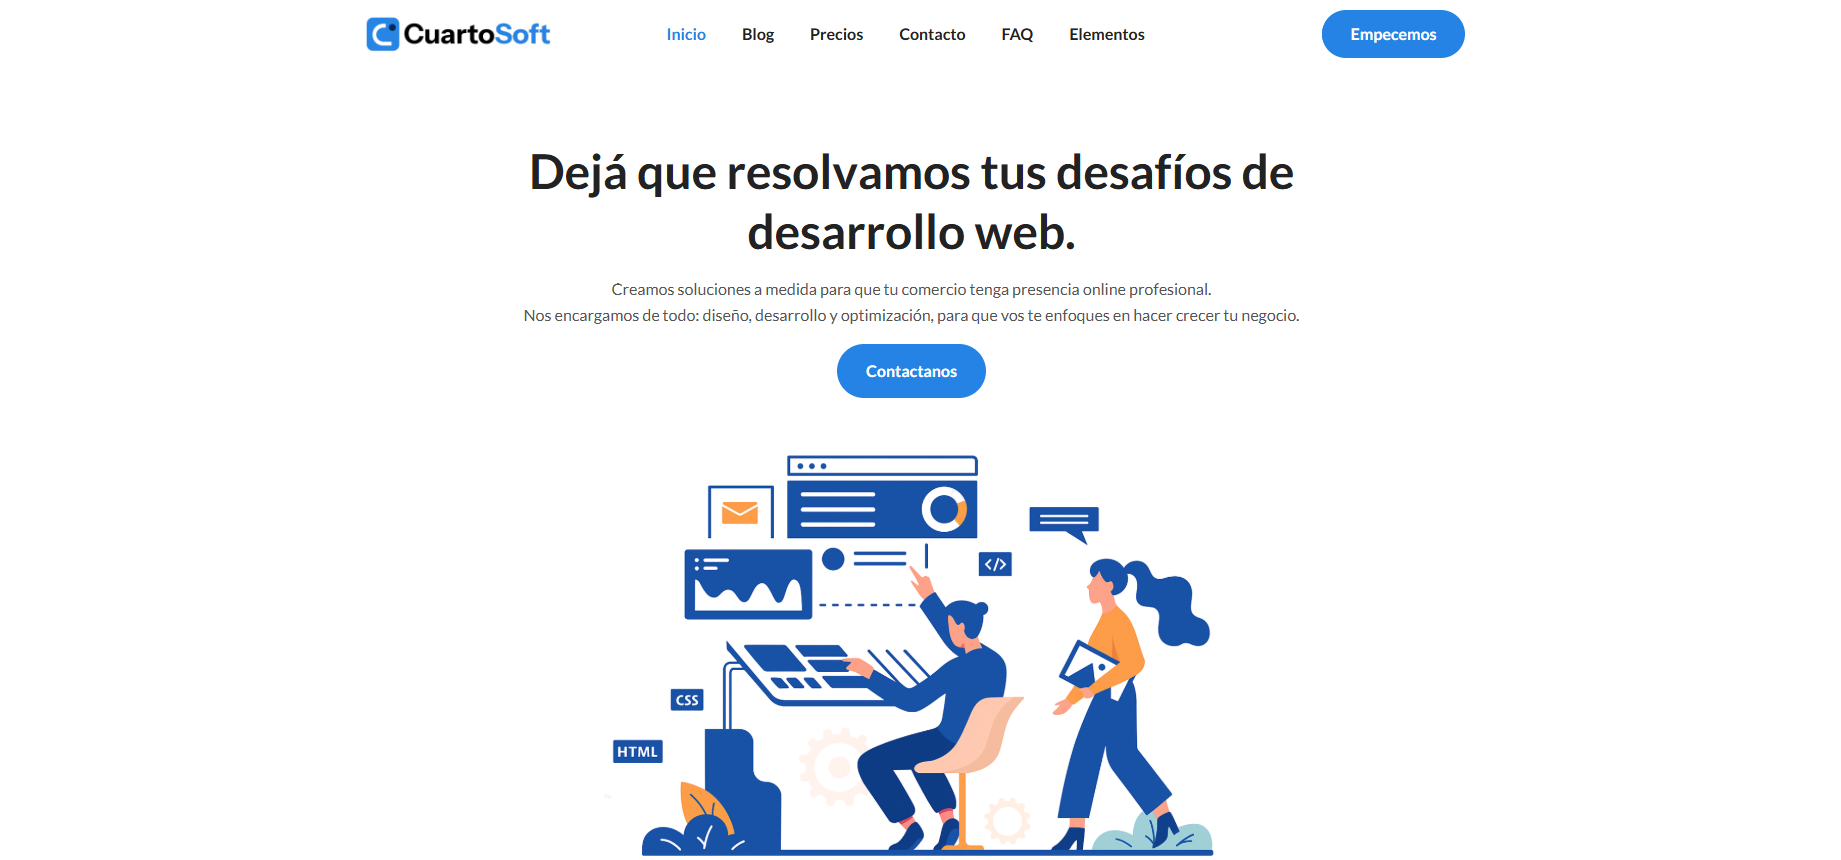 CuartoSoft
Inicio Blog Precios Contacto FAQ Elementos
Empecemos
Dejá que resolvamos tus desafíos de
desarrollo web.
Creamos soluciones a medida para que tu comercio tenga presencia online profesional.
Nos encargamos de todo: diseño, desarrollo y optimización, para que vos te enfoques en hacer crecer tu negocio.
Contactanos
</>
CSS
HTML